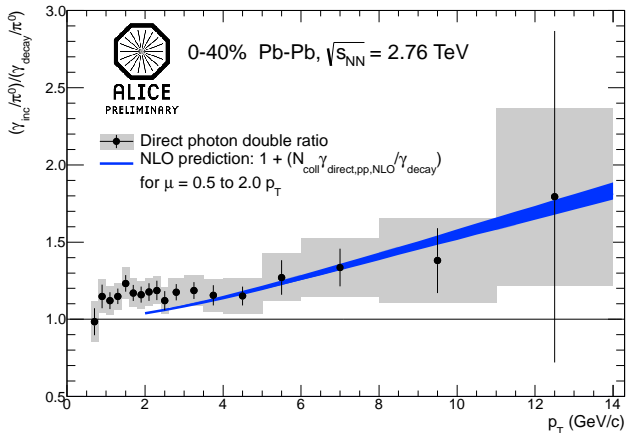 (γ_inc/π⁰)/(γ_decay/π⁰)
3.0
2.5
2.0
1.5
1.0
0.5
0-40% Pb-Pb, √s_NN = 2.76 TeV
ALICE
PRELIMINARY
Direct photon double ratio
NLO prediction: 1 + (N_coll γ_direct,pp,NLO/γ_decay)
for μ = 0.5 to 2.0 p_T
0 2 4 6 8 10 12 14
p_T (GeV/c)